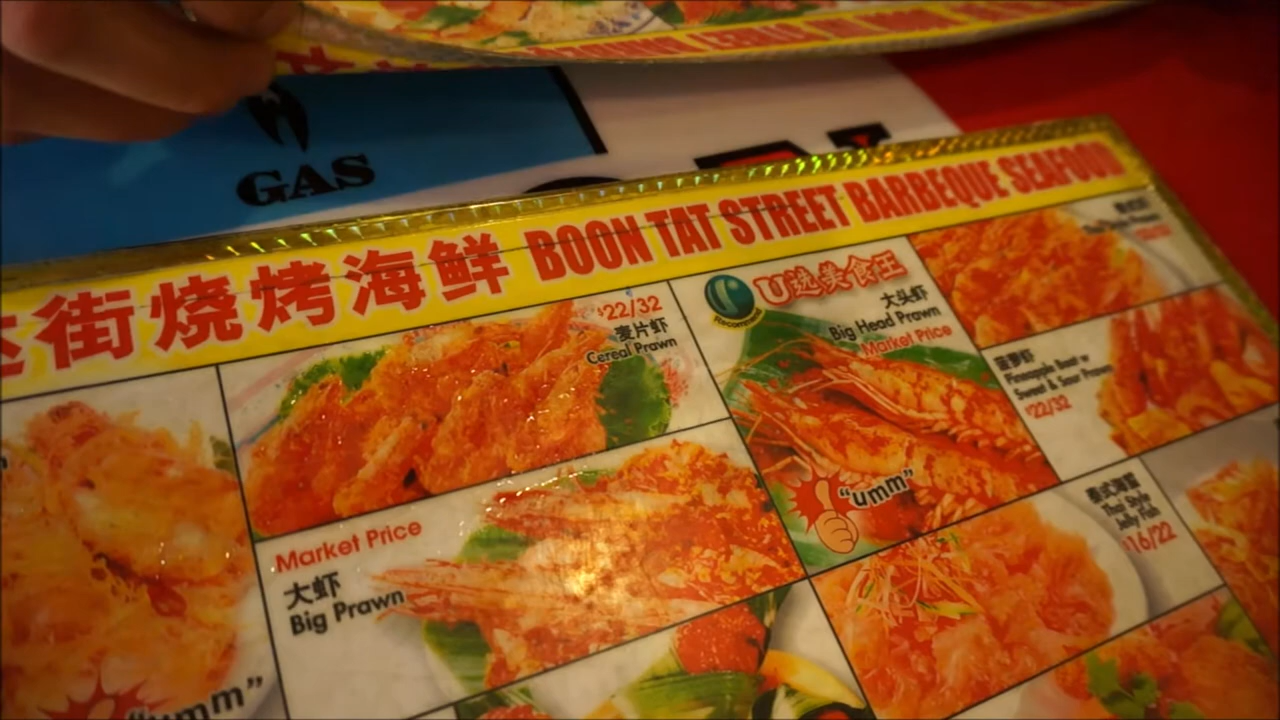 GAS
街烧烤海鲜 BOON TAT STREET BARBEQUE SEAFOOD
$22/32
麦片虾
Cereal Prawn
U选美食王
大头虾
Big Head Prawn
Market Price
"umm"
菠萝虾
Sweet & Sour Prawn
$22/32
Market Price
大虾
Big Prawn
泰式海蜇
Thai Style
Jelly Fish
$16/22
"umm"